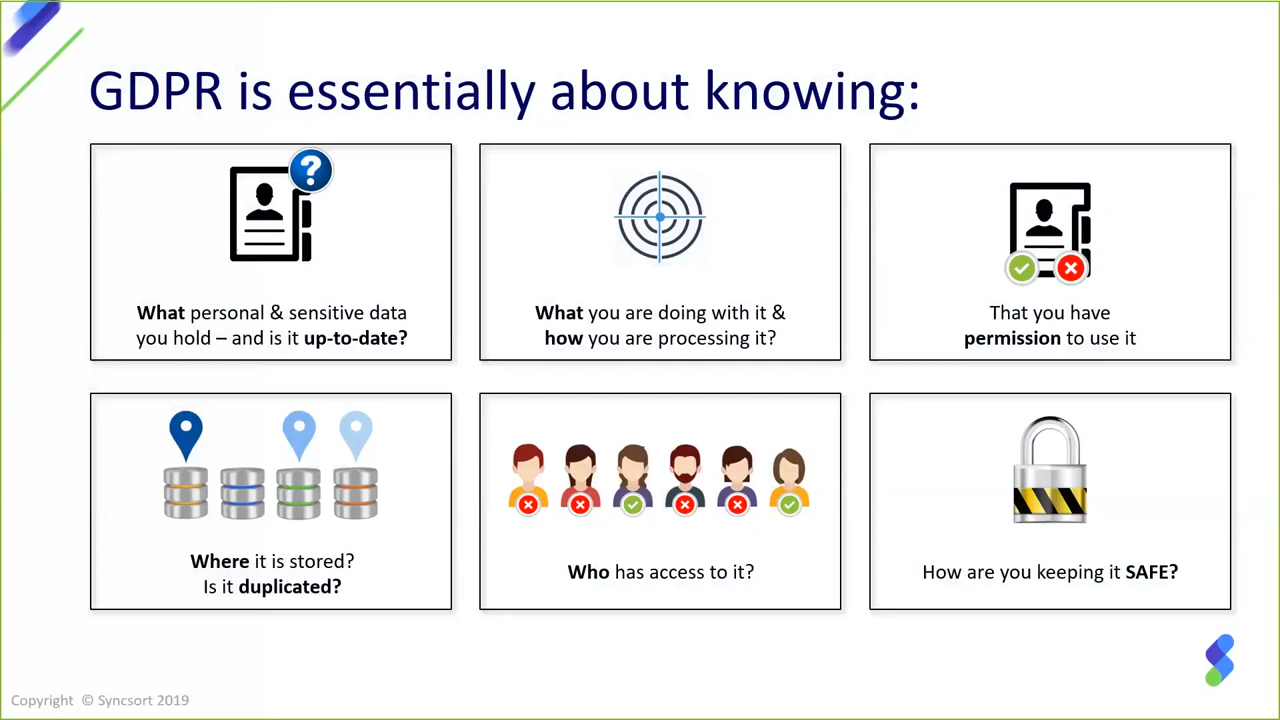 GDPR is essentially about knowing:
?
What personal & sensitive data
you hold – and is it up-to-date?
What you are doing with it &
how you are processing it?
That you have
permission to use it
Where it is stored?
Is it duplicated?
Who has access to it?
How are you keeping it SAFE?
Copyright © Syncsort 2019